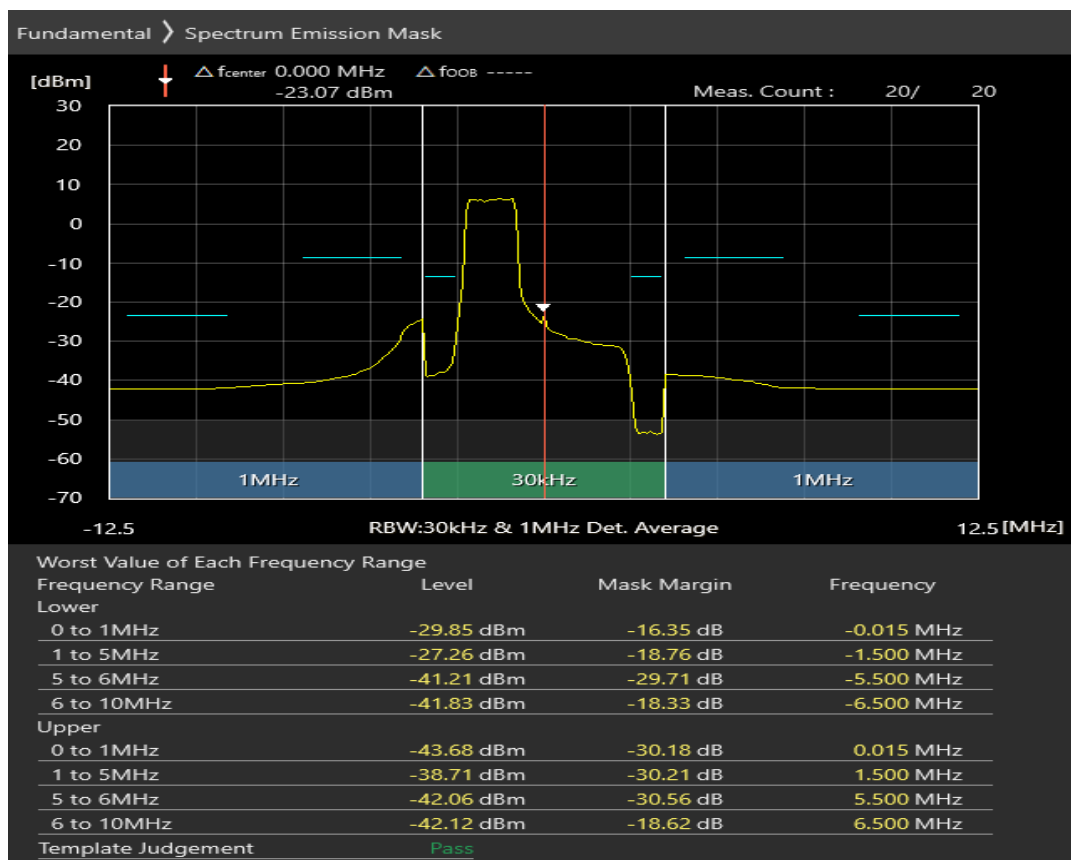 Fundamental ❯ Spectrum Emission Mask
[dBm] △ fcenter 0.000 MHz △ fOOB -----
-23.07 dBm Meas. Count : 20/ 20
30
20
10
0
-10
-20
-30
-40
-50
-60
-70
1MHz 30kHz 1MHz
-12.5 RBW:30kHz & 1MHz Det. Average 12.5 [MHz]
Worst Value of Each Frequency Range
Frequency Range Level Mask Margin Frequency
Lower
0 to 1MHz -29.85 dBm -16.35 dB -0.015 MHz
1 to 5MHz -27.26 dBm -18.76 dB -1.500 MHz
5 to 6MHz -41.21 dBm -29.71 dB -5.500 MHz
6 to 10MHz -41.83 dBm -18.33 dB -6.500 MHz
Upper
0 to 1MHz -43.68 dBm -30.18 dB 0.015 MHz
1 to 5MHz -38.71 dBm -30.21 dB 1.500 MHz
5 to 6MHz -42.06 dBm -30.56 dB 5.500 MHz
6 to 10MHz -42.12 dBm -18.62 dB 6.500 MHz
Template Judgement Pass